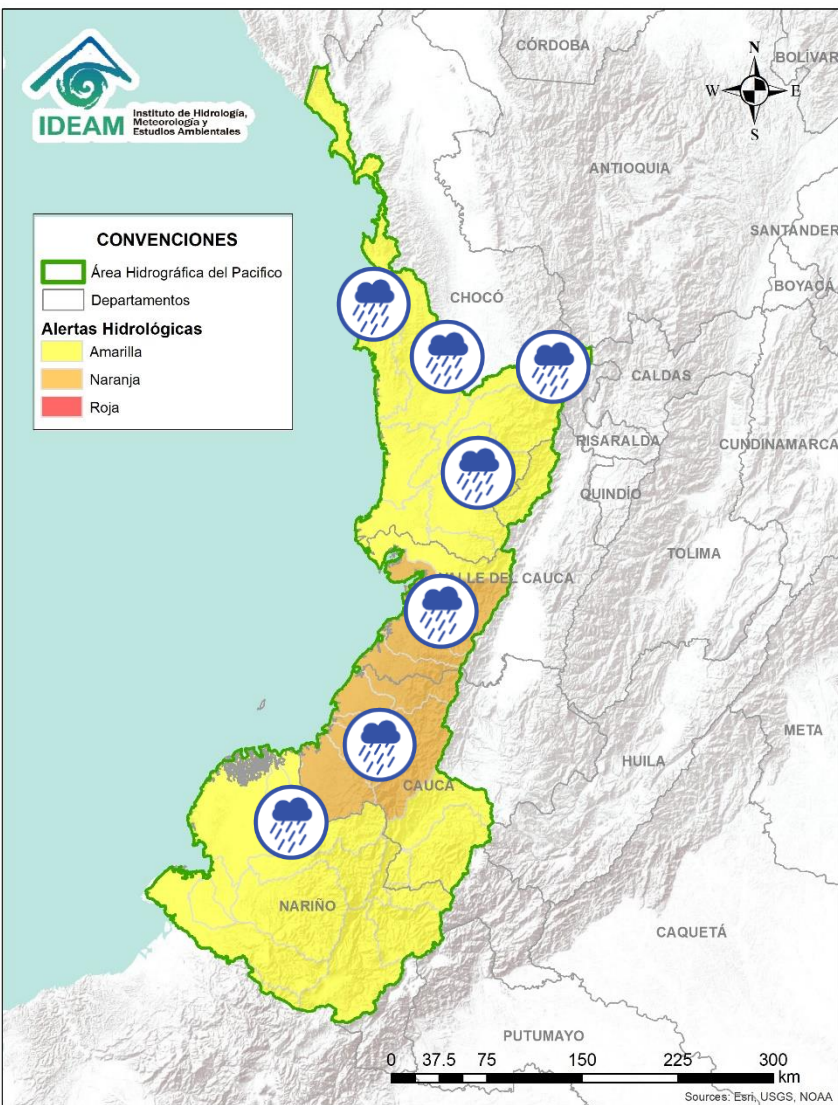 IDEAM
Instituto de Hidrología,
Meteorología y
Estudios Ambientales
N
W
E
S
CÓRDOBA
BOLÍVAR
ANTIOQUIA
SANTANDER
BOYACÁ
CHOCÓ
CALDAS
RISARALDA
CUNDINAMARCA
QUINDÍO
TOLIMA
VALLE DEL CAUCA
META
HUILA
CAUCA
NARIÑO
CAQUETÁ
PUTUMAYO
CONVENCIONES
Área Hidrográfica del Pacifico
Departamentos
Alertas Hidrológicas
Amarilla
Naranja
Roja
0 37.5 75 150 225 300
km
Sources: Esri, USGS, NOAA